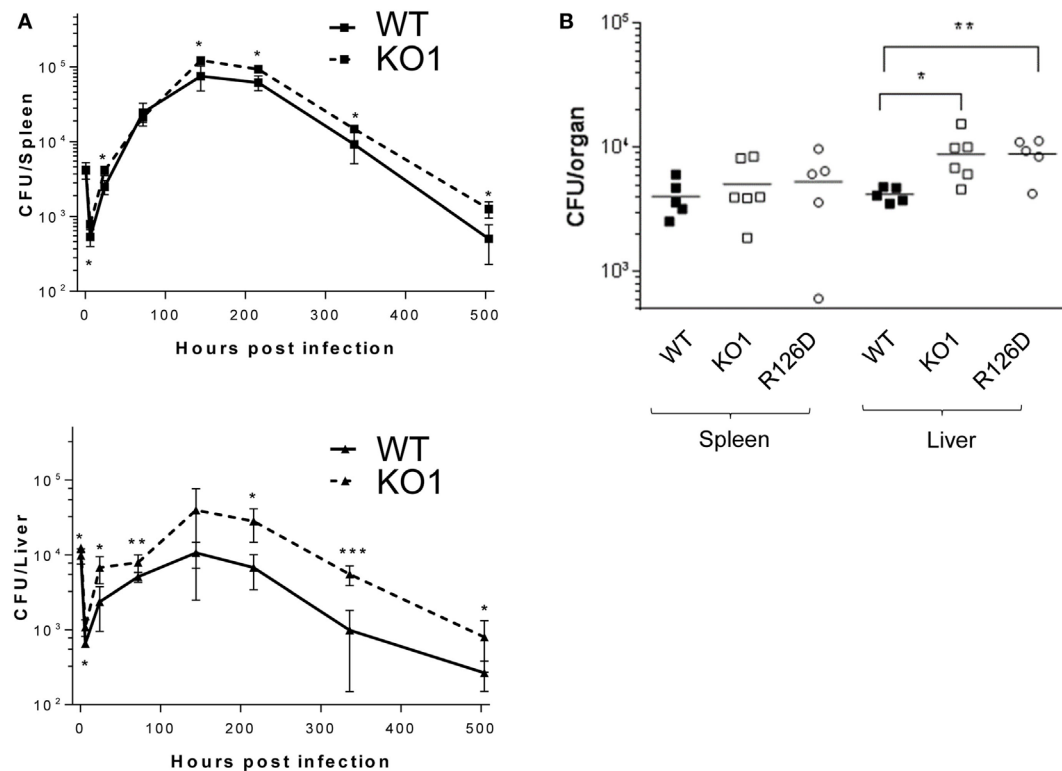 A
WT
KO1
CFU/Spleen
10^5
10^4
10^3
10^2
* * * * * *
0 100 200 300 400 500
Hours post infection
WT
KO1
CFU/Liver
10^5
10^4
10^3
10^2
* * * ** * *** *
0 100 200 300 400 500
Hours post infection
B
CFU/organ
10^5
10^4
10^3
**
*
WT KO1 R126D WT KO1 R126D
Spleen Liver